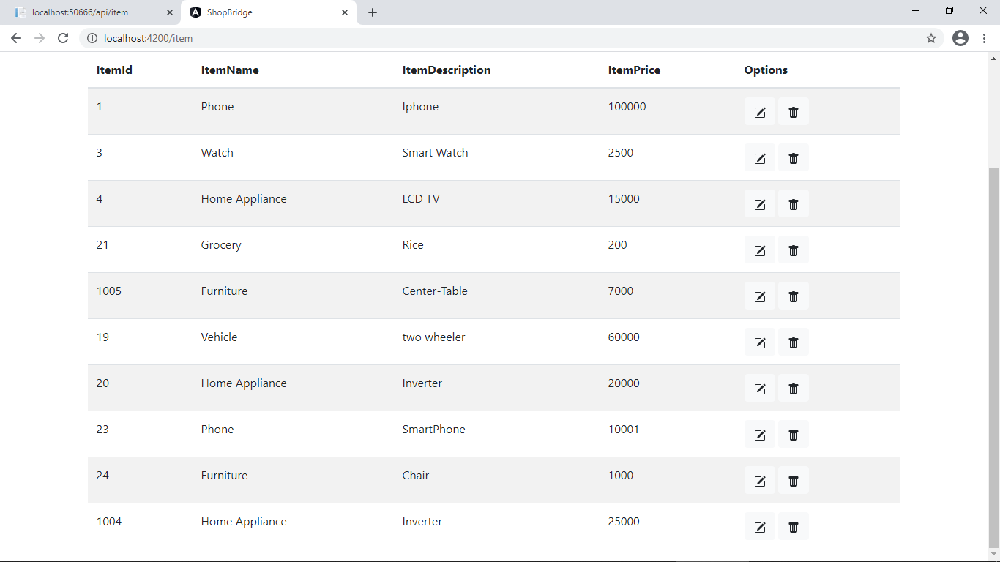 localhost:50666/api/item
ShopBridge
localhost:4200/item
ItemId ItemName ItemDescription ItemPrice Options
1 Phone Iphone 100000
3 Watch Smart Watch 2500
4 Home Appliance LCD TV 15000
21 Grocery Rice 200
1005 Furniture Center-Table 7000
19 Vehicle two wheeler 60000
20 Home Appliance Inverter 20000
23 Phone SmartPhone 10001
24 Furniture Chair 1000
1004 Home Appliance Inverter 25000